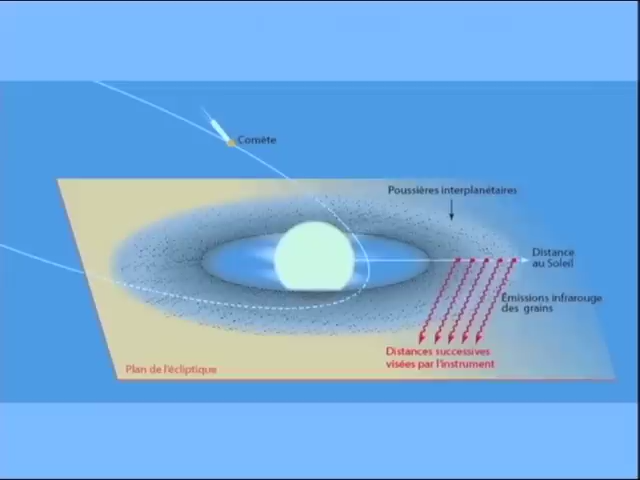 Comète
Poussières interplanétaires
Distance
au Soleil
Émissions infrarouge
des grains
Distances successives
visées par l'instrument
Plan de l'écliptique